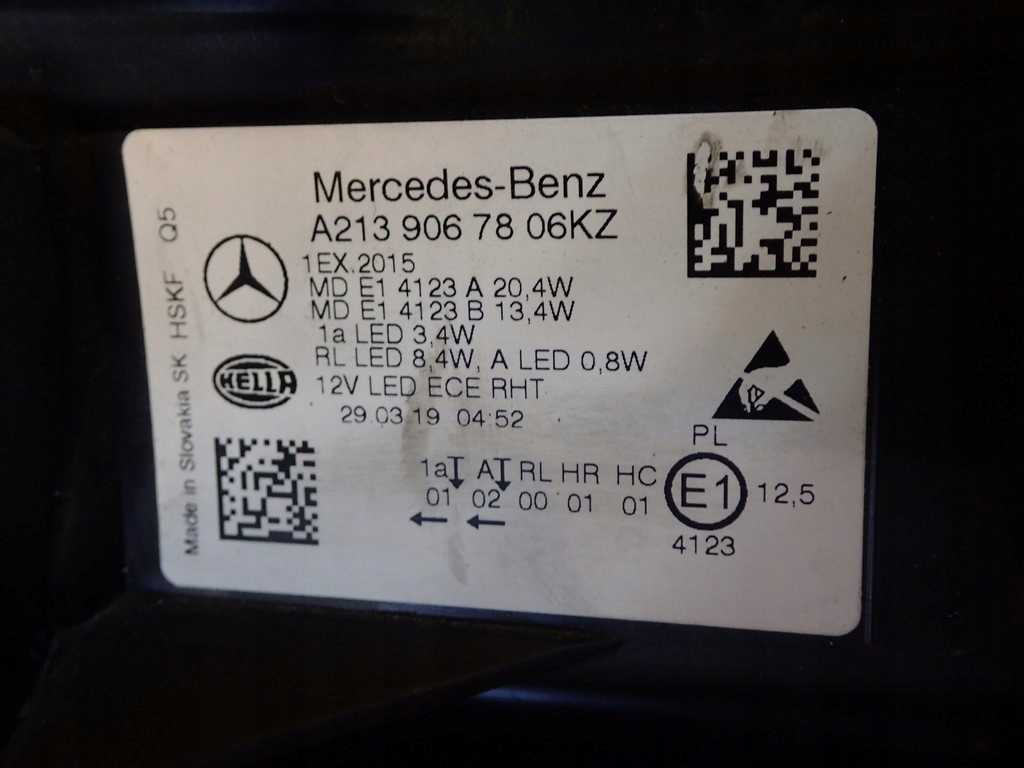 Mercedes-Benz
A213 906 78 06KZ
1EX.2015
MD E1 4123 A 20,4W
MD E1 4123 B 13,4W
1a LED 3,4W
RL LED 8,4W, A LED 0,8W
12V LED ECE RHT
29.03.19 04:52
HELLA
Made in Slovakia SK HSKF Q5
PL
1a A RL HR HC E1 12,5
01 02 00 01 01
4123